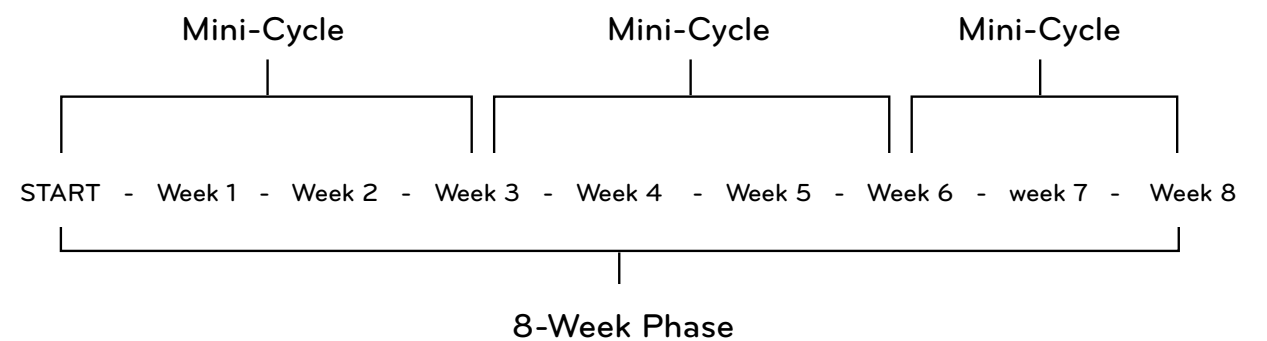 Mini-Cycle Mini-Cycle Mini-Cycle
START - Week 1 - Week 2 - Week 3 - Week 4 - Week 5 - Week 6 - week 7 - Week 8
8-Week Phase